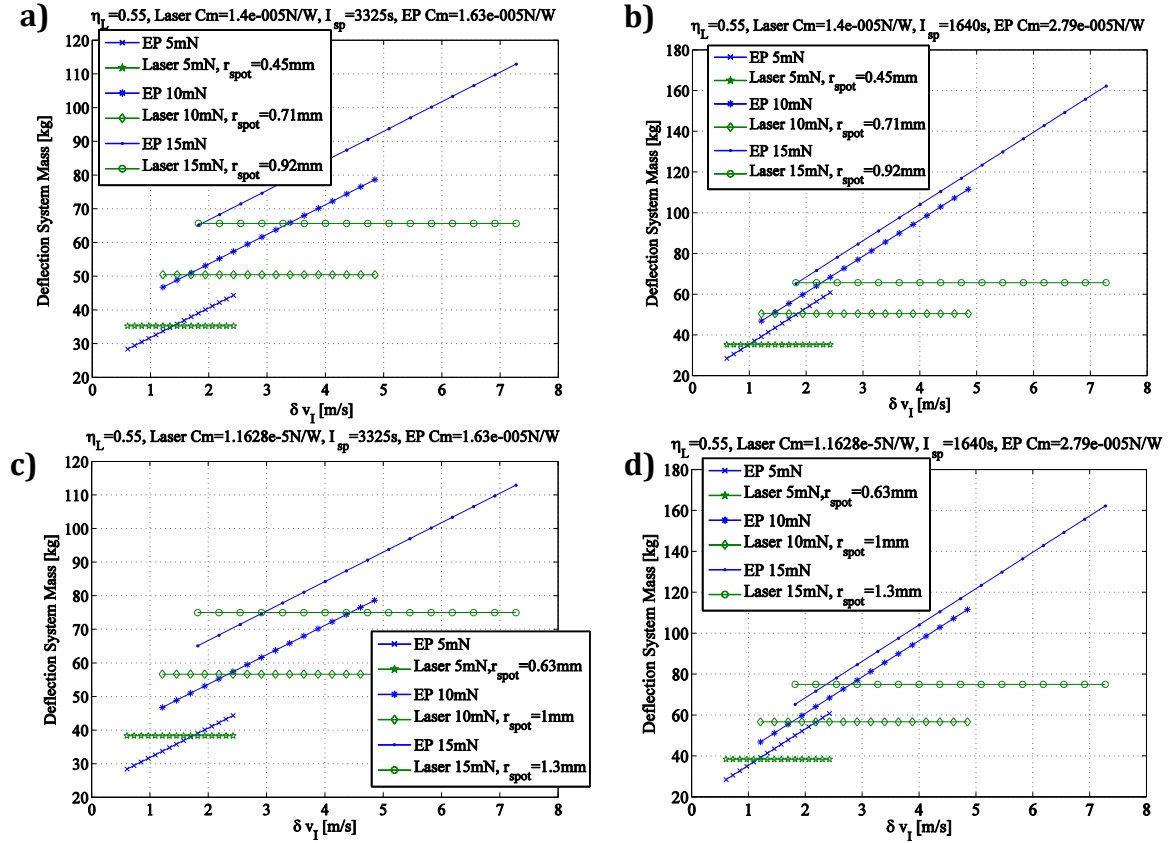 a)
η_L=0.55, Laser Cm=1.4e-005N/W, I_sp=3325s, EP Cm=1.63e-005N/W
EP 5mN
Laser 5mN, r_spot=0.45mm
EP 10mN
Laser 10mN, r_spot=0.71mm
EP 15mN
Laser 15mN, r_spot=0.92mm
Deflection System Mass [kg]
120
110
100
90
80
70
60
50
40
30
20
0 1 2 3 4 5 6 7 8
δ v_I [m/s]
b)
η_L=0.55, Laser Cm=1.4e-005N/W, I_sp=1640s, EP Cm=2.79e-005N/W
EP 5mN
Laser 5mN, r_spot=0.45mm
EP 10mN
Laser 10mN, r_spot=0.71mm
EP 15mN
Laser 15mN, r_spot=0.92mm
Deflection System Mass [kg]
180
160
140
120
100
80
60
40
20
0 1 2 3 4 5 6 7 8
δ v_I [m/s]
c)
η_L=0.55, Laser Cm=1.1628e-5N/W, I_sp=3325s, EP Cm=1.63e-005N/W
EP 5mN
Laser 5mN,r_spot=0.63mm
EP 10mN
Laser 10mN, r_spot=1mm
EP 15mN
Laser 15mN, r_spot=1.3mm
Deflection System Mass [kg]
120
110
100
90
80
70
60
50
40
30
20
0 1 2 3 4 5 6 7 8
δ v_I [m/s]
d)
η_L=0.55, Laser Cm=1.1628e-5N/W, I_sp=1640s, EP Cm=2.79e-005N/W
EP 5mN
Laser 5mN,r_spot=0.63mm
EP 10mN
Laser 10mN, r_spot=1mm
EP 15mN
Laser 15mN, r_spot=1.3mm
Deflection System Mass [kg]
180
160
140
120
100
80
60
40
20
0 1 2 3 4 5 6 7 8
δ v_I [m/s]